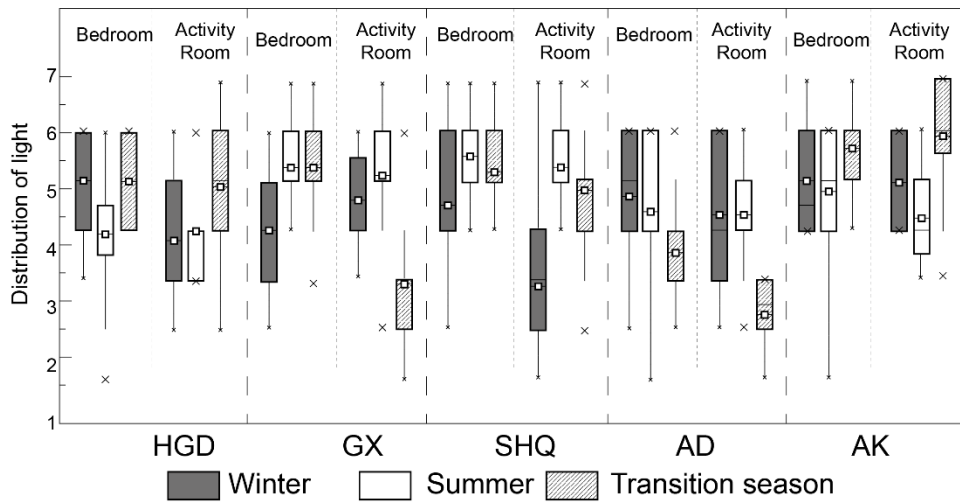 Bedroom Activity Room Bedroom Activity Room Bedroom Activity Room Bedroom Activity Room Bedroom Activity Room
Distribution of light
7
6
5
4
3
2
1
HGD GX SHQ AD AK
Winter Summer Transition season